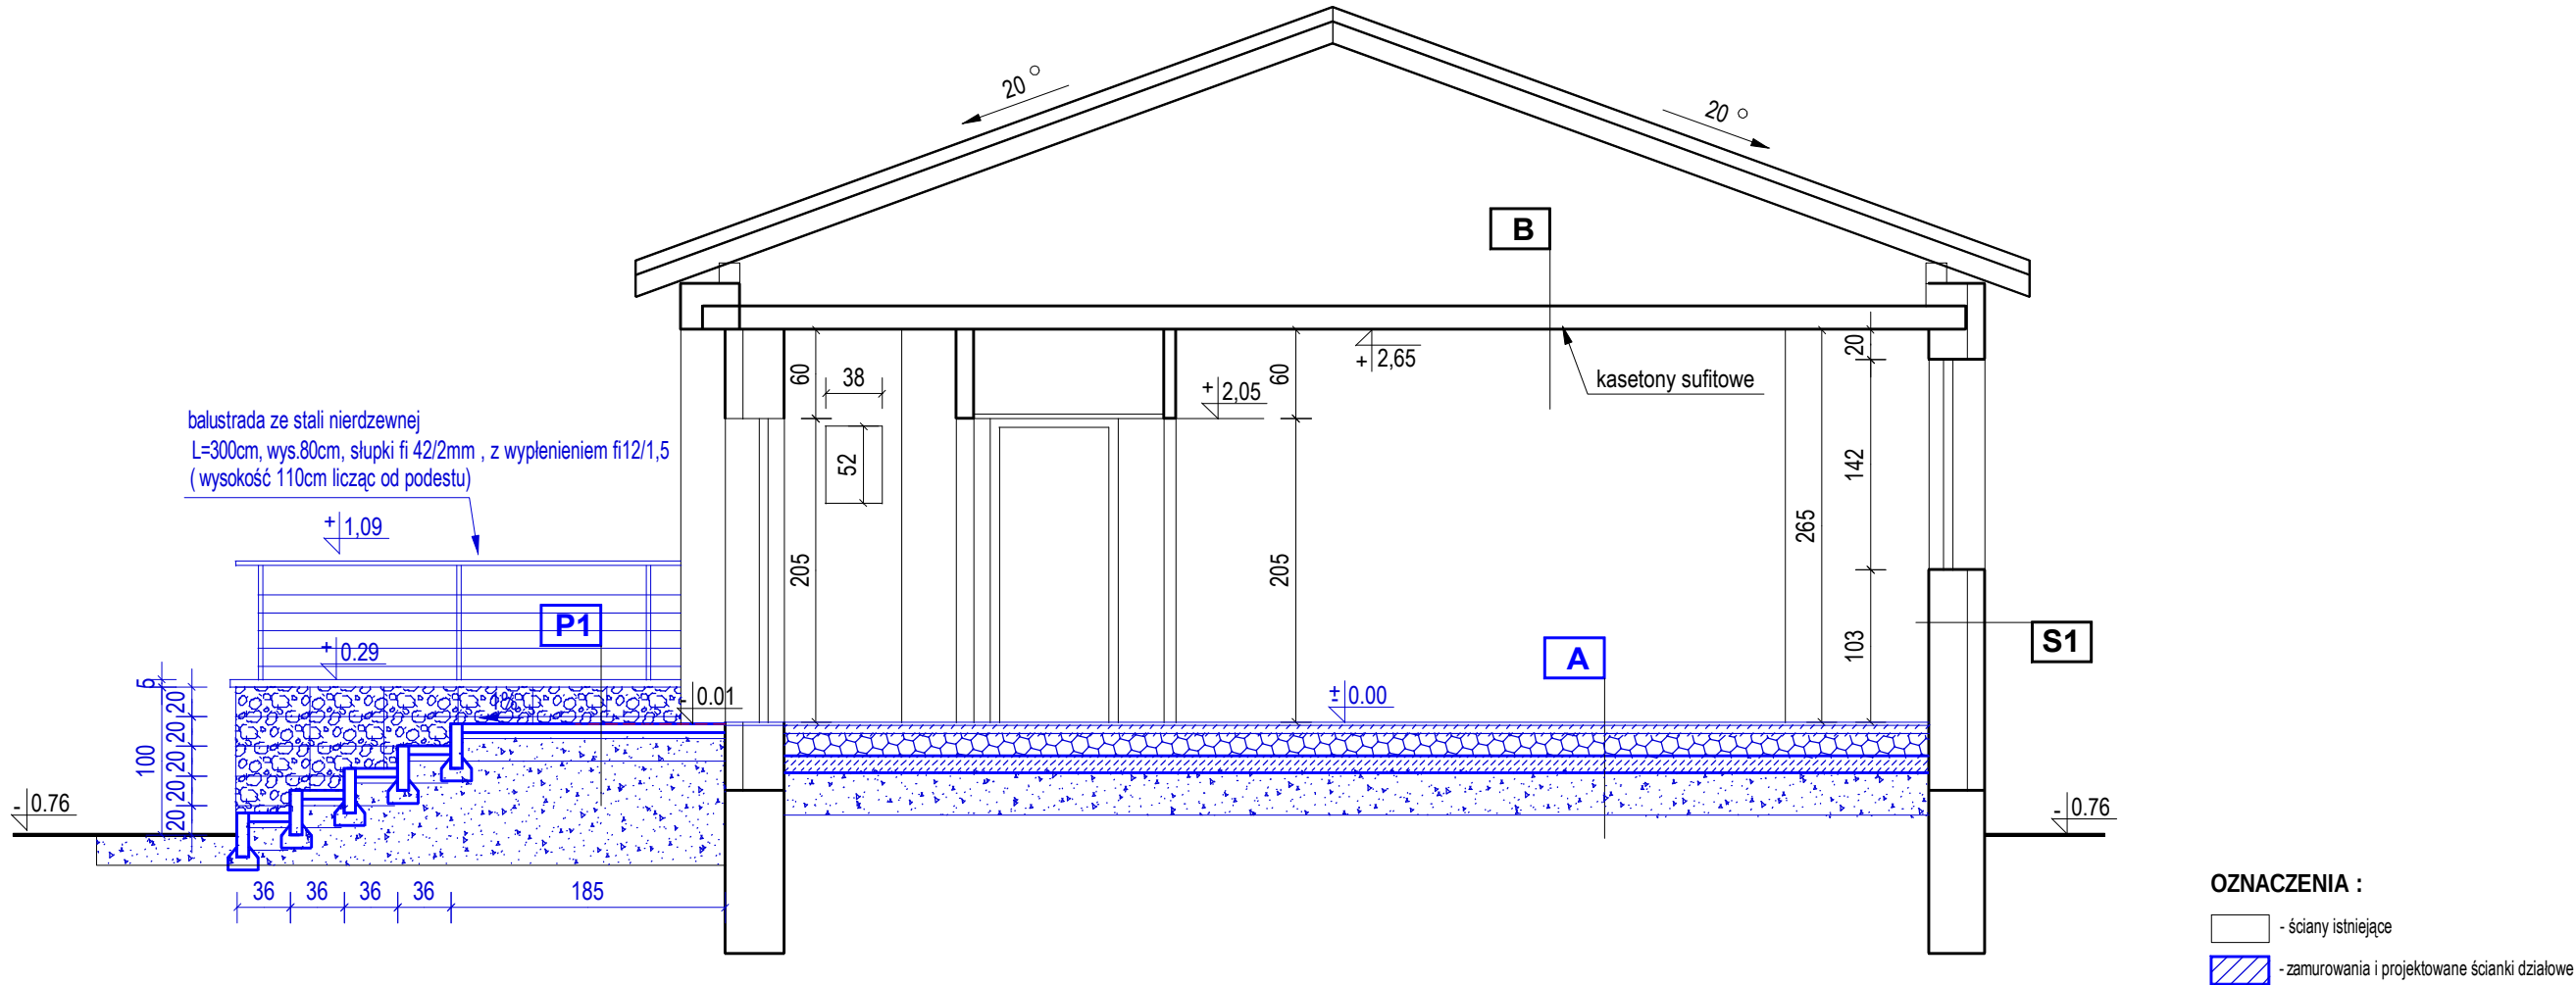 20 °
20 °
B
+ 2,65
kasetony sufitowe
+ 2,05
60
38
60
20
52
142
265
205
205
103
balustrada ze stali nierdzewnej
L=300cm, wys.80cm, słupki fi 42/2mm , z wypłenieniem fi12/1,5
( wysokość 110cm licząc od podestu)
+ 1,09
P1
+ 0.29
A
S1
- 0.01
± 0.00
5
20
20
20
20
20
100
- 0.76
- 0.76
36
36
36
36
185
OZNACZENIA :
- ściany istniejące
- zamurowania i projektowane ścianki działowe